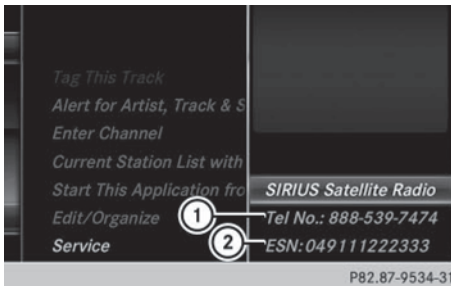 Tag This Track
Alert for Artist, Track & S
Enter Channel
Current Station List with
Start This Application fro
Edit/Organize
Service
SIRIUS Satellite Radio
1
Tel No.: 888-539-7474
2
ESN: 049111222333
P82.87-9534-31